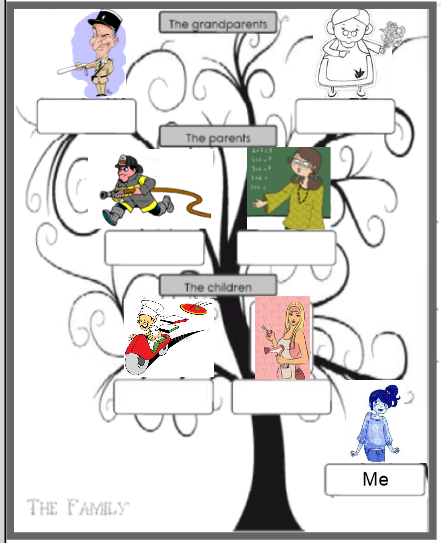 The grandparents
The parents
The children
Me
THE FAMILY